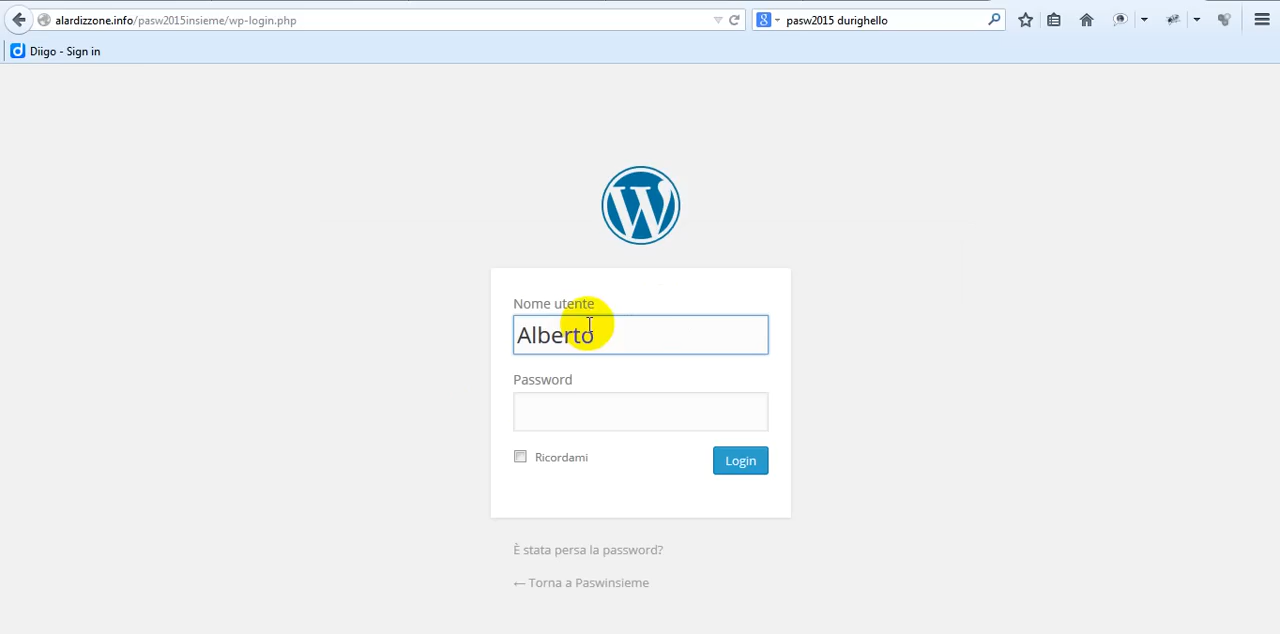 alardizzone.info/pasw2015insieme/wp-login.php
pasw2015 durighello
Diigo - Sign in
Nome utente
Alberto
Password
Ricordami
Login
È stata persa la password?
← Torna a Paswinsieme